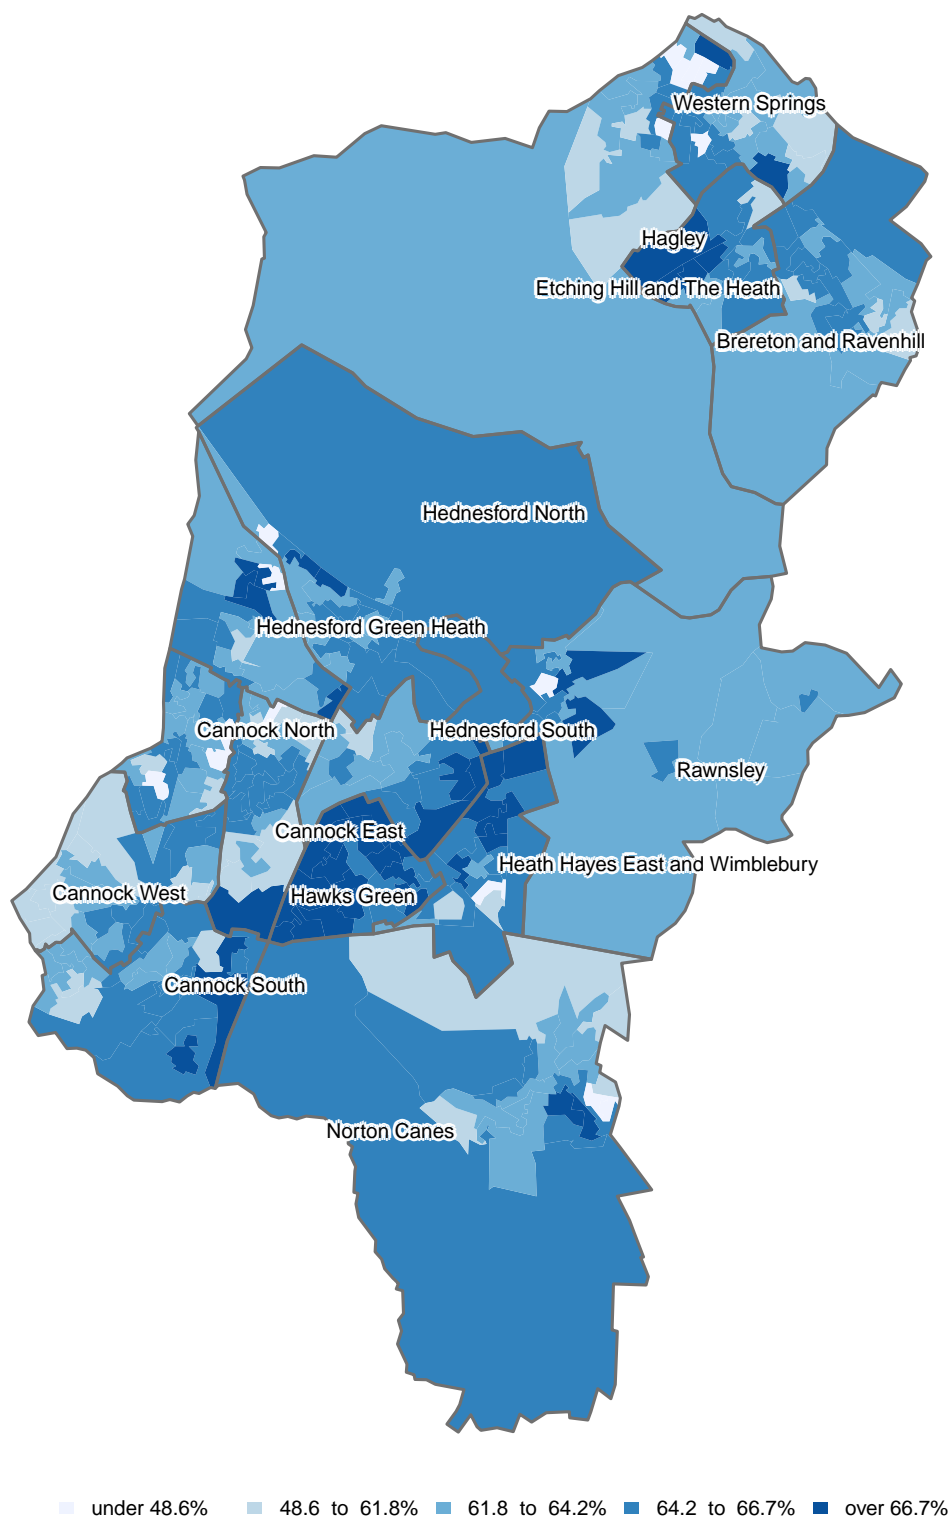 Western Springs
Hagley
Etching Hill and The Heath
Brereton and Ravenhill
Hednesford North
Hednesford Green Heath
Cannock North
Hednesford South
Rawnsley
Cannock East
Heath Hayes East and Wimblebury
Cannock West
Hawks Green
Cannock South
Norton Canes
under 48.6% 48.6 to 61.8% 61.8 to 64.2% 64.2 to 66.7% over 66.7%